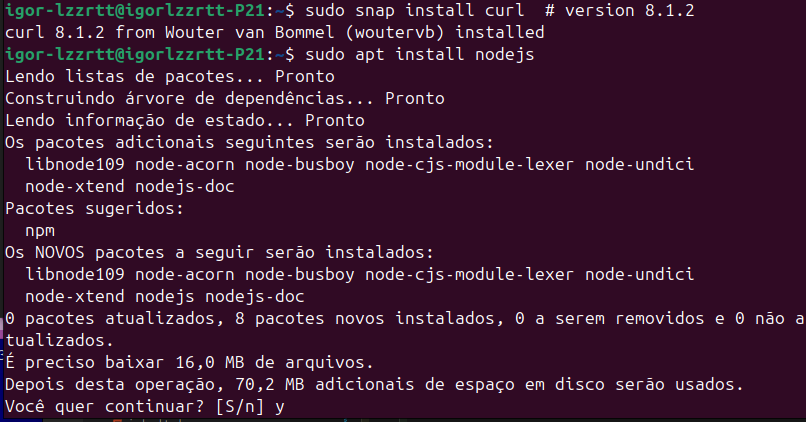 igor-lzzrtt@igorlzzrtt-P21:~$ sudo snap install curl  # version 8.1.2
curl 8.1.2 from Wouter van Bommel (woutervb) installed
igor-lzzrtt@igorlzzrtt-P21:~$ sudo apt install nodejs
Lendo listas de pacotes... Pronto
Construindo árvore de dependências... Pronto
Lendo informação de estado... Pronto
Os pacotes adicionais seguintes serão instalados:
  libnode109 node-acorn node-busboy node-cjs-module-lexer node-undici
  node-xtend nodejs-doc
Pacotes sugeridos:
  npm
Os NOVOS pacotes a seguir serão instalados:
  libnode109 node-acorn node-busboy node-cjs-module-lexer node-undici
  node-xtend nodejs nodejs-doc
0 pacotes atualizados, 8 pacotes novos instalados, 0 a serem removidos e 0 não a
tualizados.
É preciso baixar 16,0 MB de arquivos.
Depois desta operação, 70,2 MB adicionais de espaço em disco serão usados.
Você quer continuar? [S/n] y